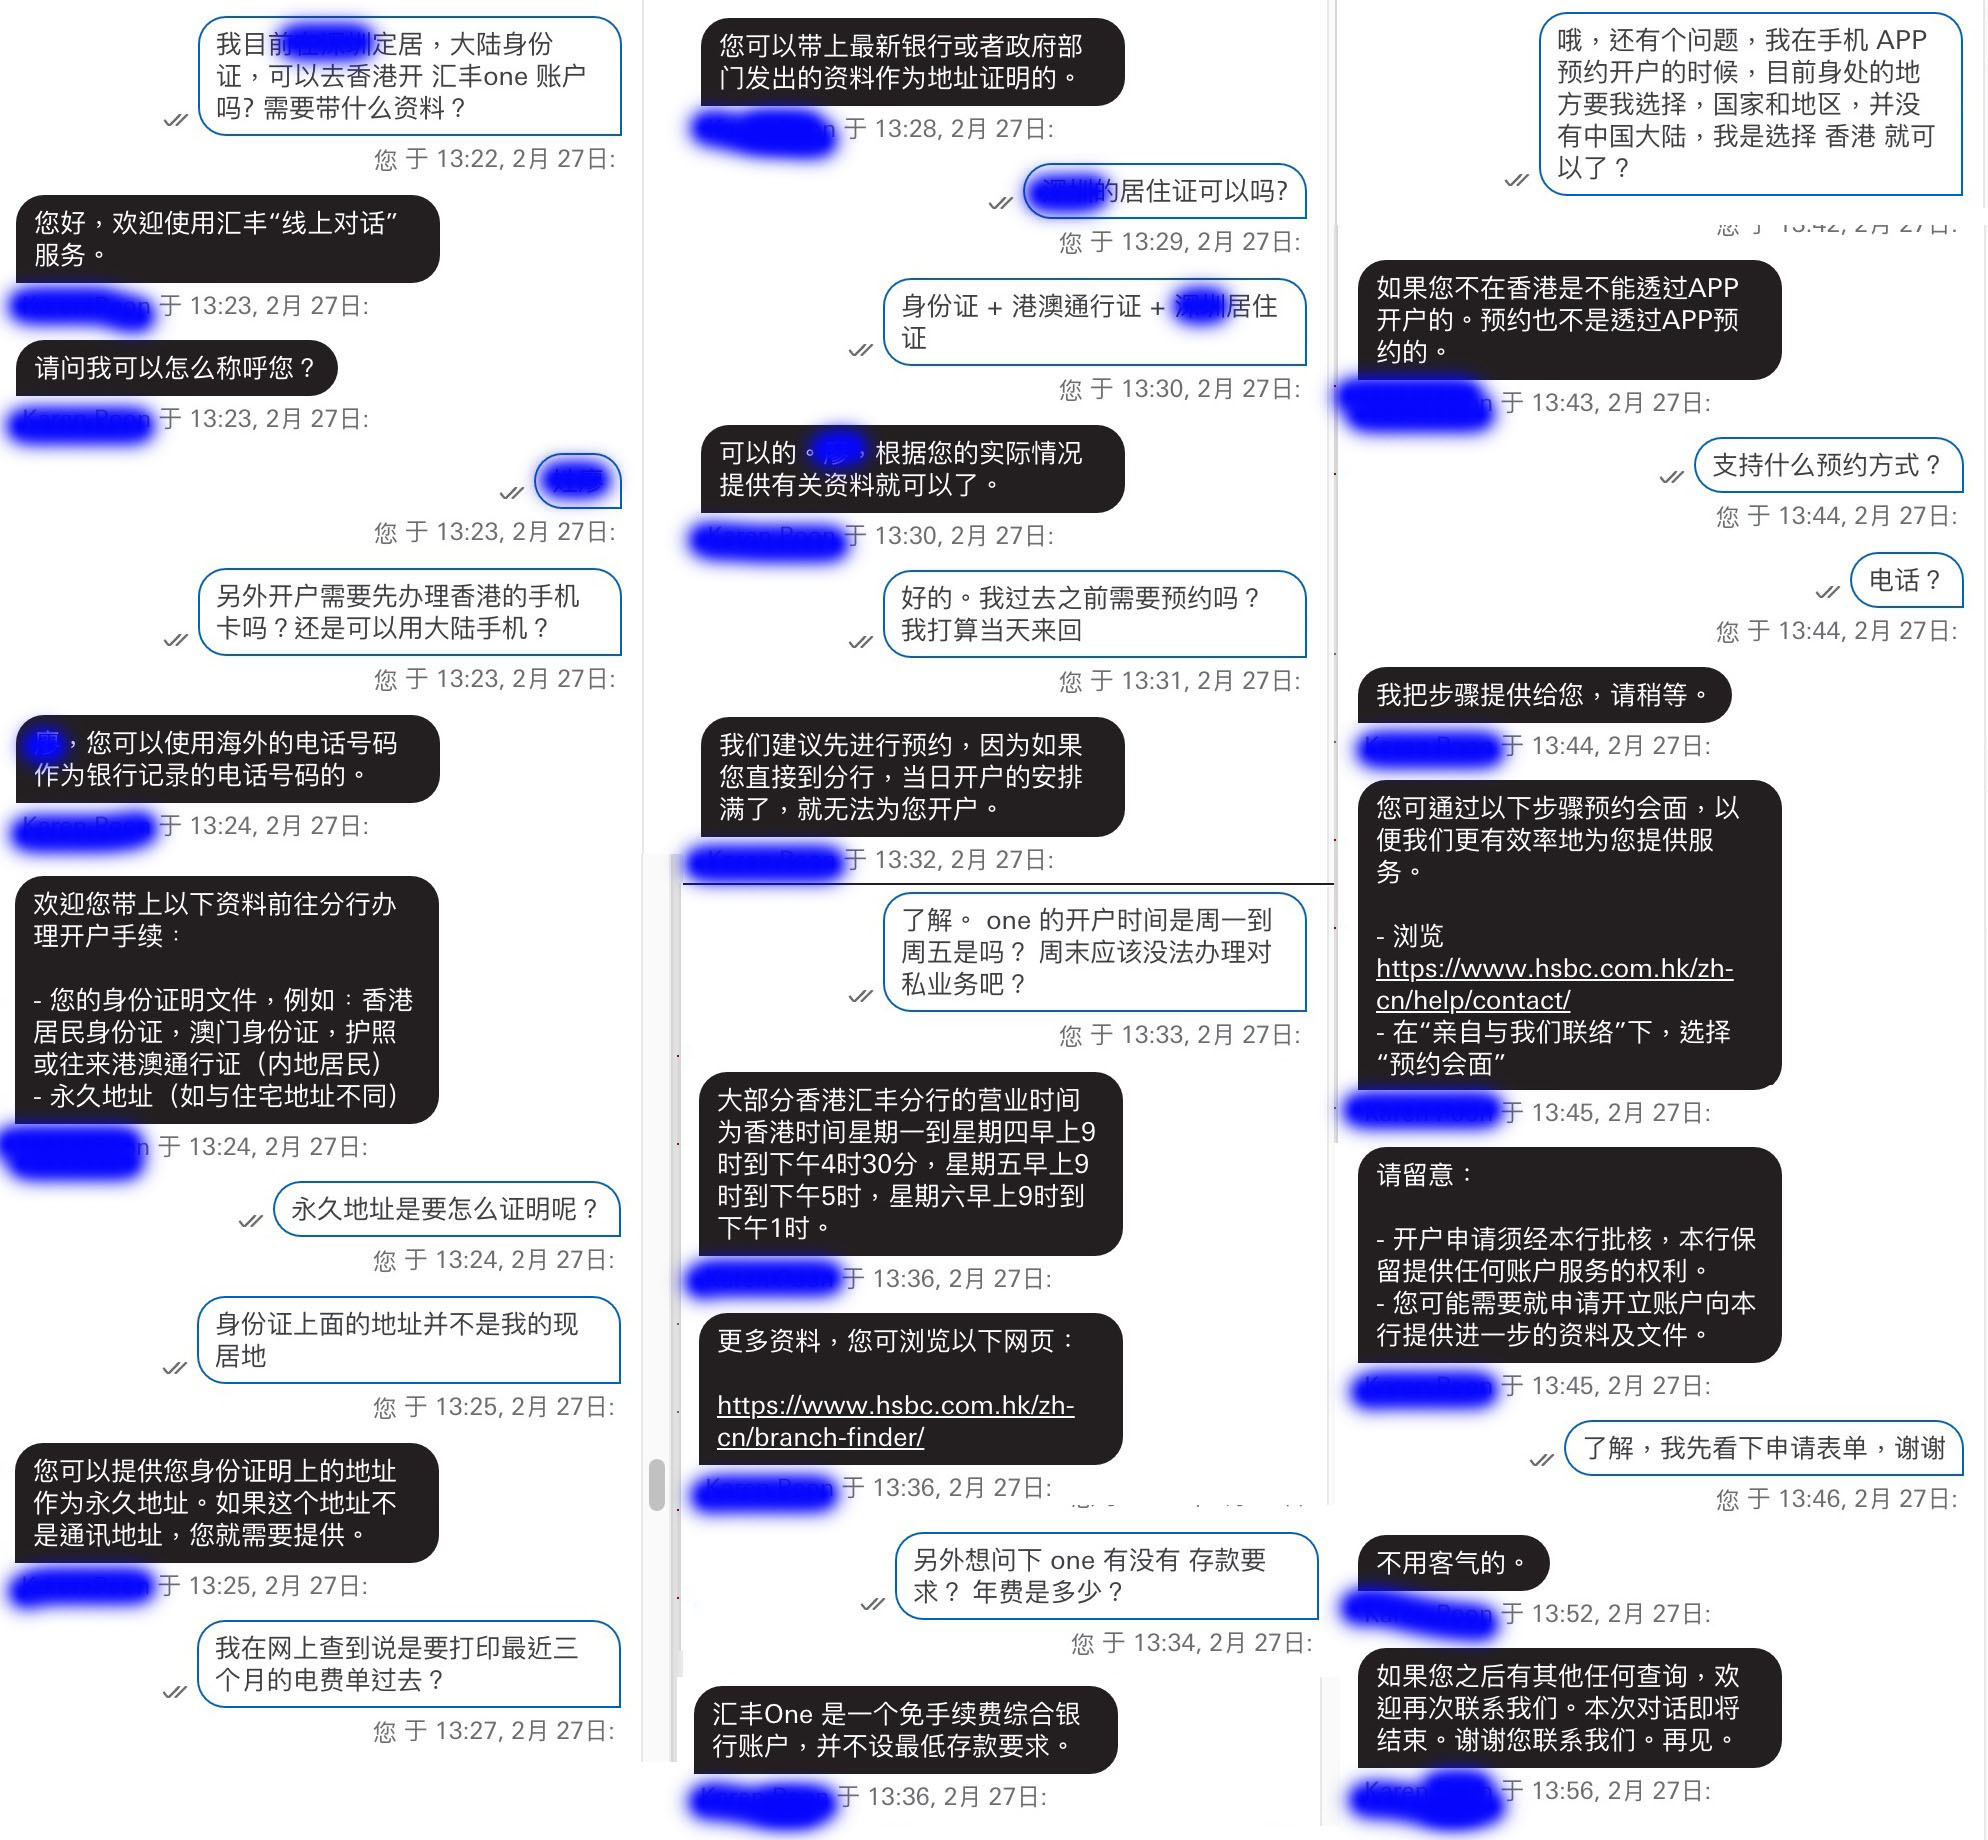 我目前
定居，大陆身份
证，可以去香港开 汇丰one 账户
吗? 需要带什么资料？
您 于 13:22, 2月 27日:
您好，欢迎使用汇丰“线上对话”
服务。
于 13:23, 2月 27日:
请问我可以怎么称呼您？
于 13:23, 2月 27日:
您 于 13:23, 2月 27日:
另外开户需要先办理香港的手机
卡吗？还是可以用大陆手机？
您 于 13:23, 2月 27日:
，您可以使用海外的电话号码
作为银行记录的电话号码的。
于 13:24, 2月 27日:
欢迎您带上以下资料前往分行办
理开户手续：
- 您的身份证明文件，例如：香港
居民身份证，澳门身份证，护照
或往来港澳通行证（内地居民）
- 永久地址（如与住宅地址不同）
于 13:24, 2月 27日:
永久地址是要怎么证明呢？
您 于 13:24, 2月 27日:
身份证上面的地址并不是我的现
居地
您 于 13:25, 2月 27日:
您可以提供您身份证明上的地址
作为永久地址。如果这个地址不
是通讯地址，您就需要提供。
于 13:25, 2月 27日:
我在网上查到说是要打印最近三
个月的电费单过去？
您 于 13:27, 2月 27日:
您可以带上最新银行或者政府部
门发出的资料作为地址证明的。
于 13:28, 2月 27日:
的居住证可以吗?
您 于 13:29, 2月 27日:
身份证 + 港澳通行证 +
居住
证
您 于 13:30, 2月 27日:
可以的。
，根据您的实际情况
提供有关资料就可以了。
于 13:30, 2月 27日:
好的。我过去之前需要预约吗？
我打算当天来回
您 于 13:31, 2月 27日:
我们建议先进行预约，因为如果
您直接到分行，当日开户的安排
满了，就无法为您开户。
于 13:32, 2月 27日:
了解。 one 的开户时间是周一到
周五是吗？ 周末应该没法办理对
私业务吧？
您 于 13:33, 2月 27日:
大部分香港汇丰分行的营业时间
为香港时间星期一到星期四早上9
时到下午4时30分，星期五早上9
时到下午5时，星期六早上9时到
下午1时。
于 13:36, 2月 27日:
更多资料，您可浏览以下网页：
https://www.hsbc.com.hk/zh-
cn/branch-finder/
于 13:36, 2月 27日:
另外想问下 one 有没有 存款要
求？ 年费是多少？
您 于 13:34, 2月 27日:
汇丰One 是一个免手续费综合银
行账户，并不设最低存款要求。
于 13:36, 2月 27日:
哦，还有个问题，我在手机 APP
预约开户的时候，目前身处的地
方要我选择，国家和地区，并没
有中国大陆，我是选择 香港 就可
以了？
您 于 13:42, 2月 27日:
如果您不在香港是不能透过APP
开户的。预约也不是透过APP预
约的。
于 13:43, 2月 27日:
支持什么预约方式？
您 于 13:44, 2月 27日:
电话？
您 于 13:44, 2月 27日:
我把步骤提供给您，请稍等。
于 13:44, 2月 27日:
您可通过以下步骤预约会面，以
便我们更有效率地为您提供服
务。
- 浏览
https://www.hsbc.com.hk/zh-
cn/help/contact/
- 在“亲自与我们联络”下，选择
“预约会面”
于 13:45, 2月 27日:
请留意：
- 开户申请须经本行批核，本行保
留提供任何账户服务的权利。
- 您可能需要就申请开立账户向本
行提供进一步的资料及文件。
于 13:45, 2月 27日:
了解，我先看下申请表单，谢谢
您 于 13:46, 2月 27日:
不用客气的。
于 13:52, 2月 27日:
如果您之后有其他任何查询，欢
迎再次联系我们。本次对话即将
结束。谢谢您联系我们。再见。
于 13:56, 2月 27日: